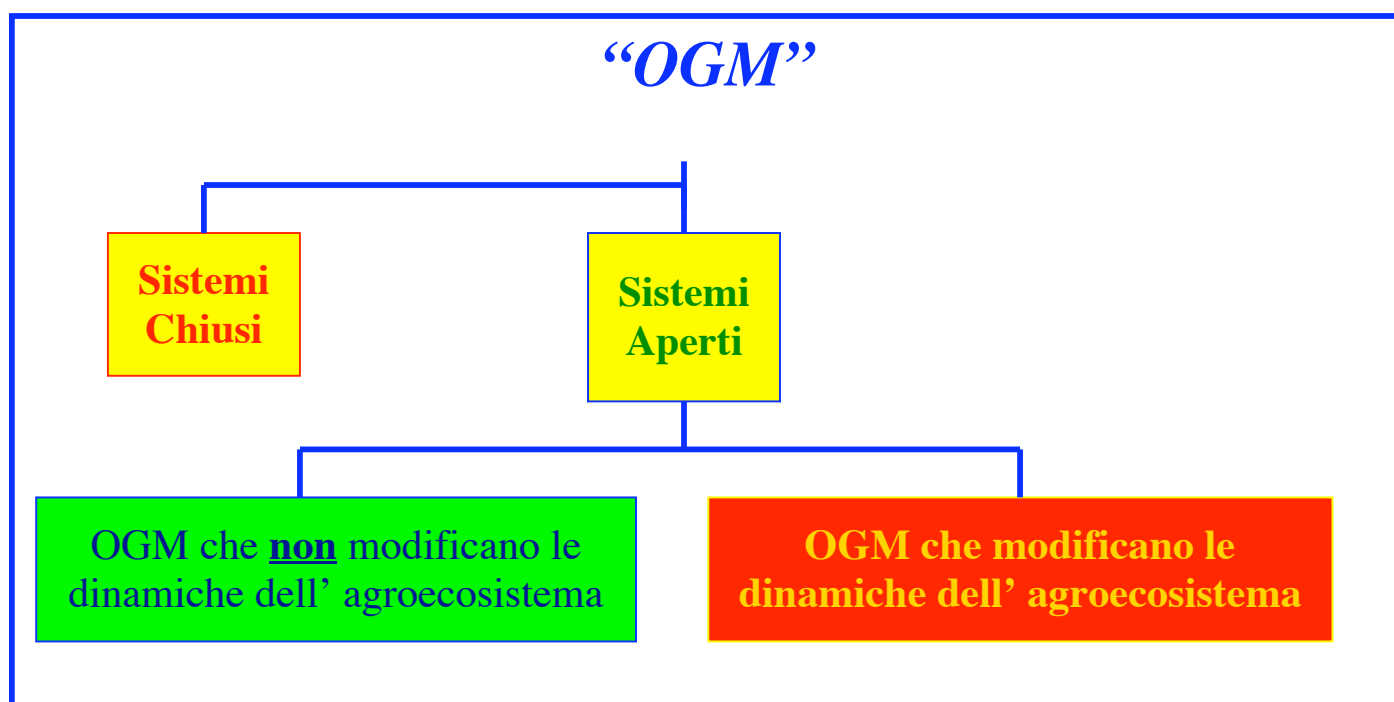 “OGM”
Sistemi
Chiusi
Sistemi
Aperti
OGM che non modificano le
dinamiche dell’ agroecosistema
OGM che modificano le
dinamiche dell’ agroecosistema